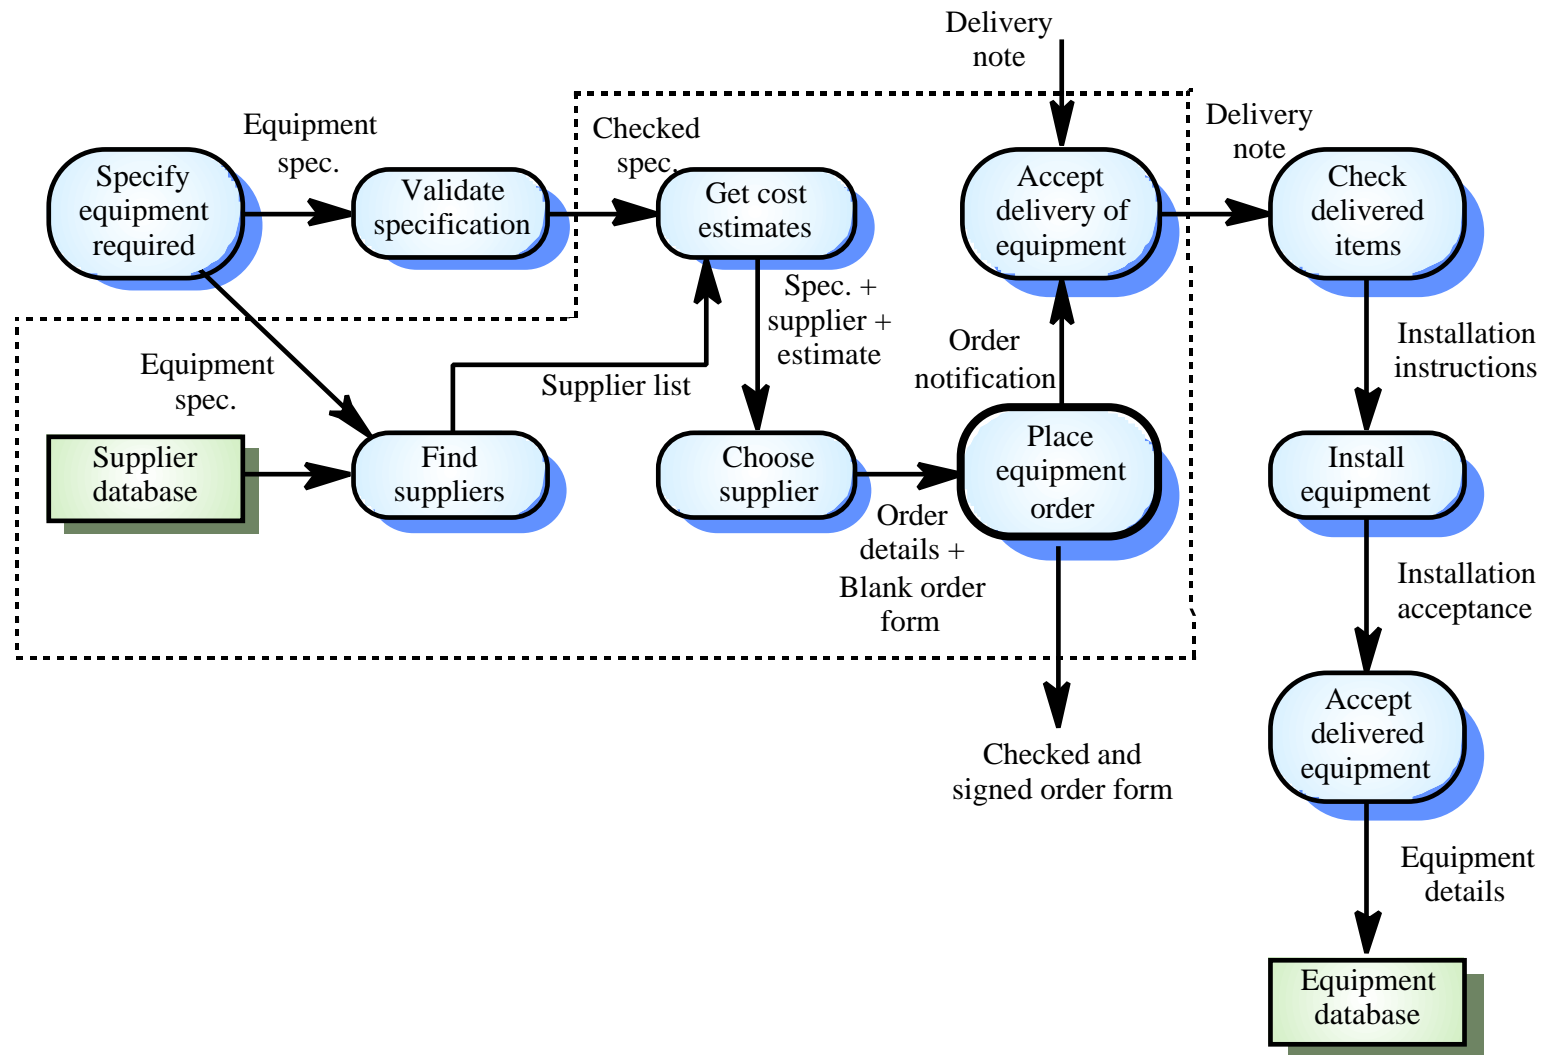 Delivery
note
Equipment
spec.
Checked
spec.
Delivery
note
Specify
equipment
required
Validate
specification
Get cost
estimates
Accept
delivery of
equipment
Check
delivered
items
Spec. +
supplier +
estimate
Equipment
spec.
Supplier list
Order
notification
Installation
instructions
Supplier
database
Find
suppliers
Choose
supplier
Place
equipment
order
Install
equipment
Order
details +
Blank order
form
Installation
acceptance
Checked and
signed order form
Accept
delivered
equipment
Equipment
details
Equipment
database